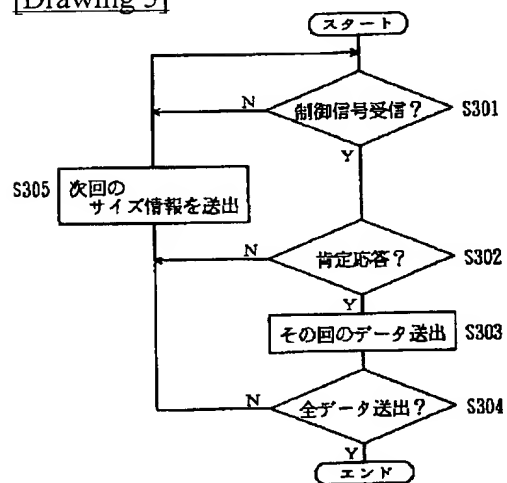 [Drawing 3]
スタート
N
制御信号受信?
S301
Y
S305
次回の
サイズ情報を送出
N
肯定応答?
S302
Y
その回のデータ送出
S303
N
全データ送出?
S304
Y
エンド